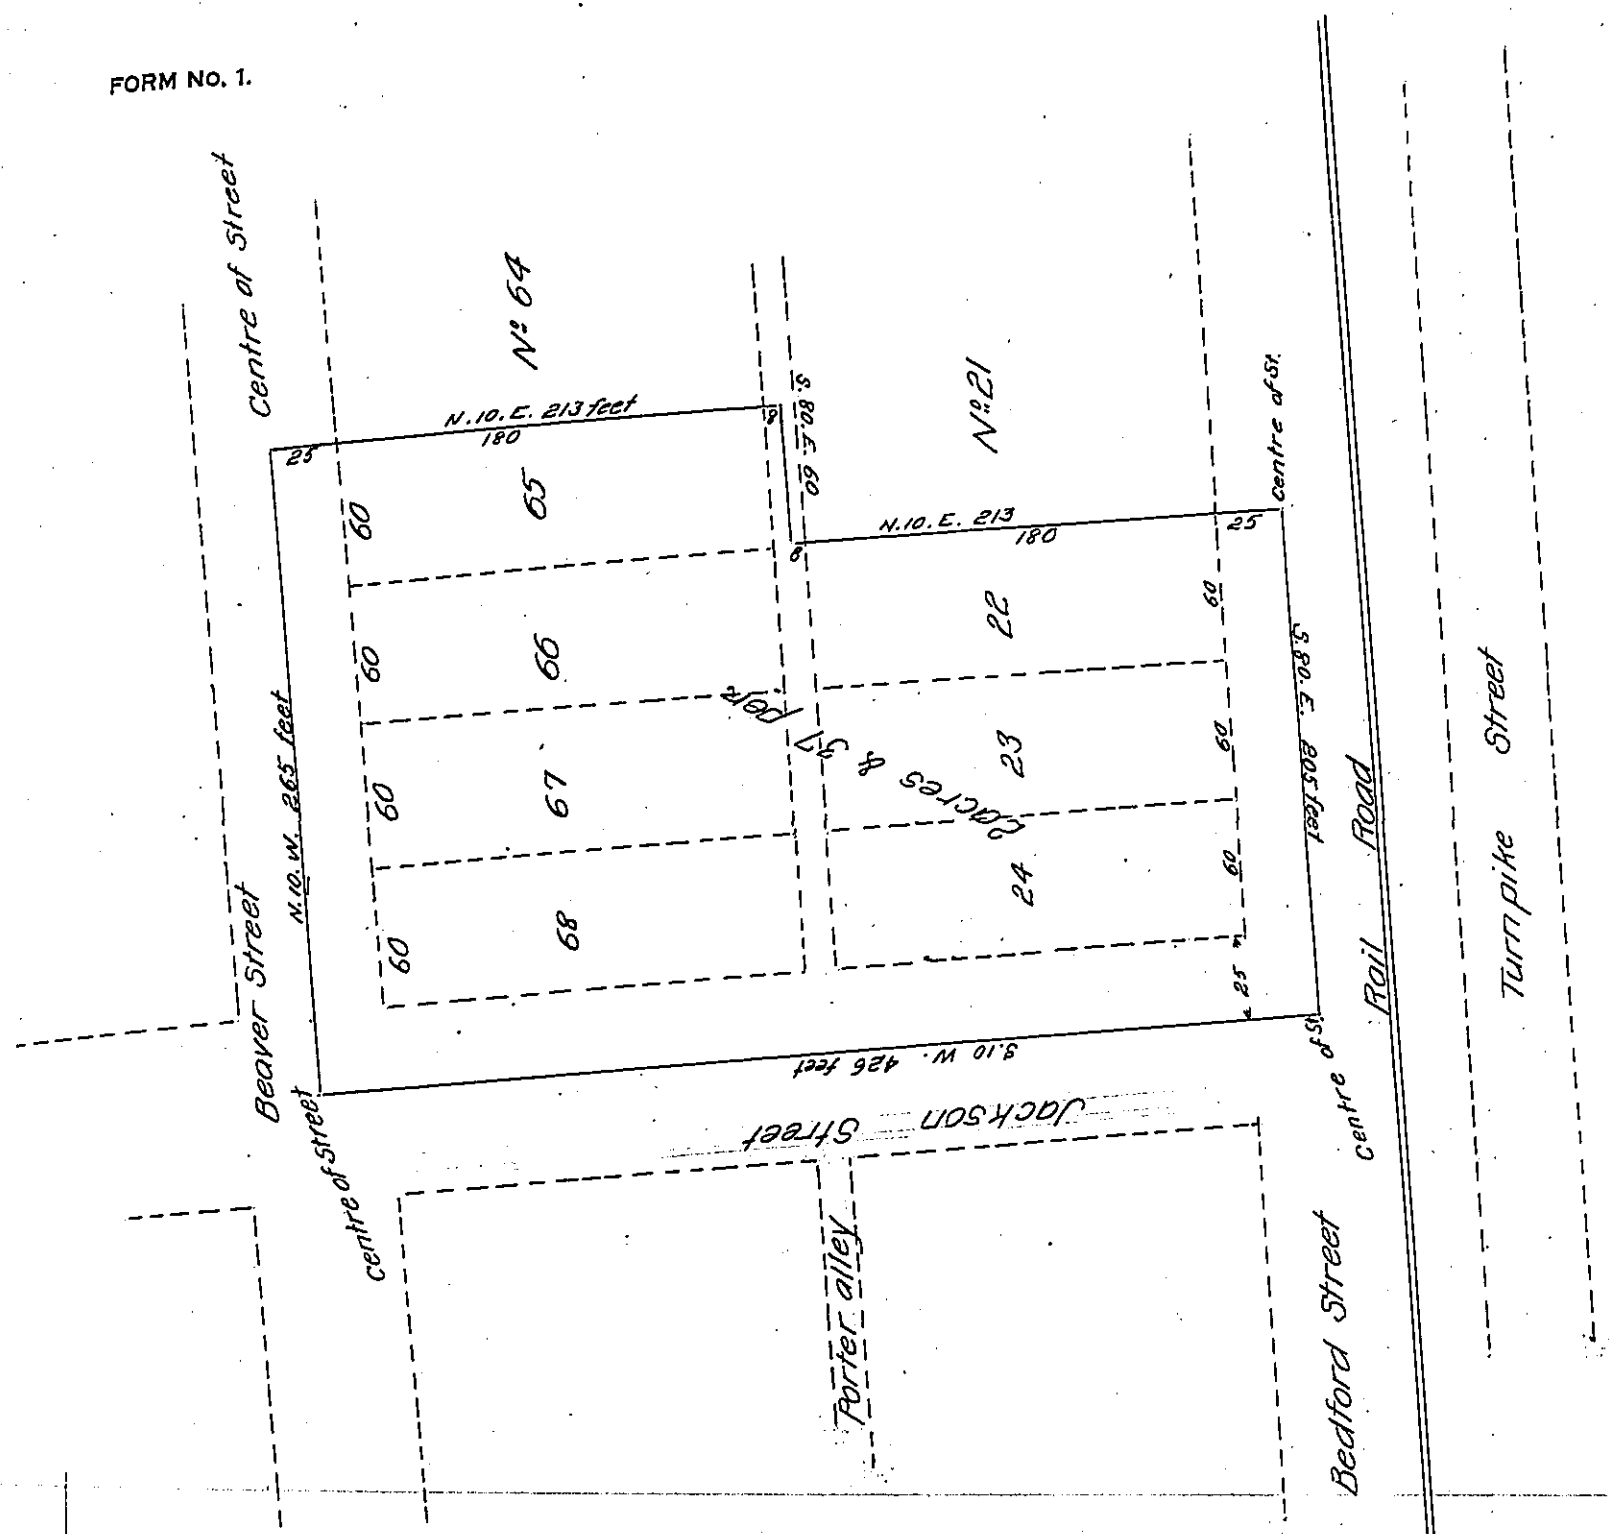 FORM No. 1.
Centre of Street
Nº 64
S. 80. E. 60
Nº 21
Centre of St.
N. 10. E. 213 feet
25
180
8
65
60
N. 10. E. 213
8
180
25
22
60
66
60
N. 10. W. 265 feet
S. 80. E. 205 feet
2 acres & 37 per
23
60
67
60
24
60
68
60
25
Beaver Street
S. 10 W. 426 feet
Centre of Street
Centre of St
Jackson Street
Porter alley
Bedford Street
Rail Road
Turnpike Street